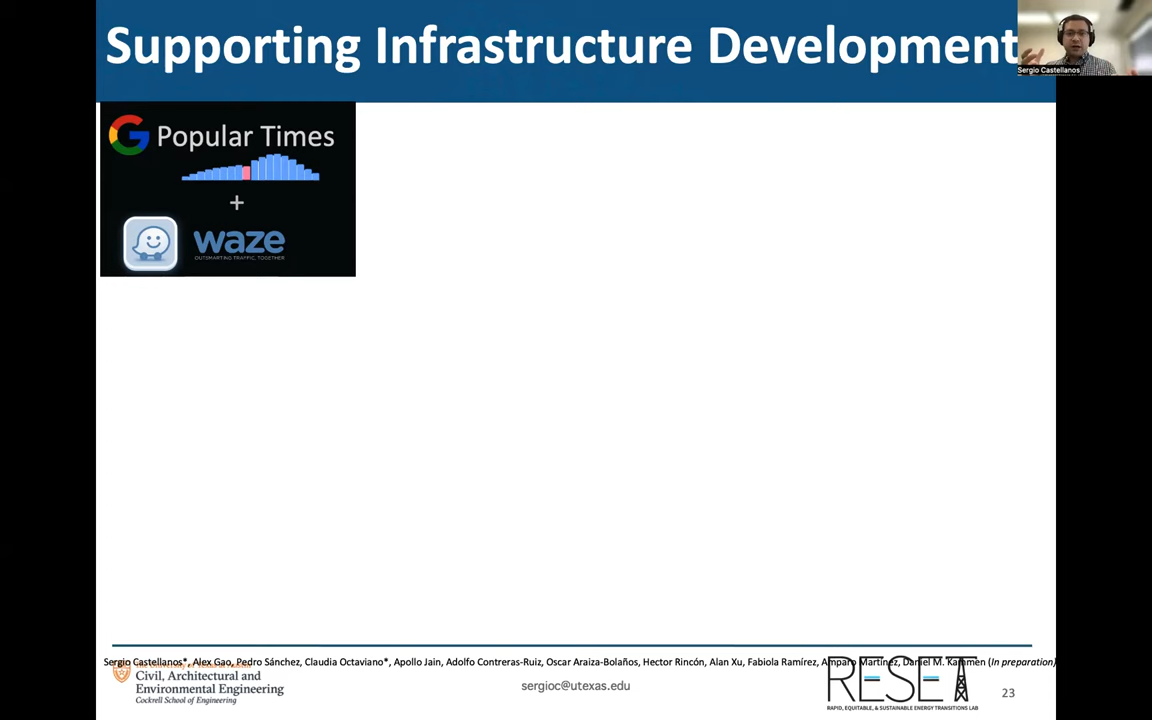 Supporting Infrastructure Development
Sergio Castellanos
G Popular Times
+
waze
OUTSMARTING TRAFFIC, TOGETHER
Sergio Castellanos*, Alex Gao, Pedro Sánchez, Claudia Octaviano*, Apollo Jain, Adolfo Contreras-Ruiz, Oscar Araiza-Bolaños, Hector Rincón, Alan Xu, Fabiola Ramírez, Amparo Martínez, Daniel M. Kammen (In preparation)
Civil, Architectural and
Environmental Engineering
Cockrell School of Engineering
sergioc@utexas.edu
RESET
RAPID, EQUITABLE, & SUSTAINABLE ENERGY TRANSITIONS LAB
23